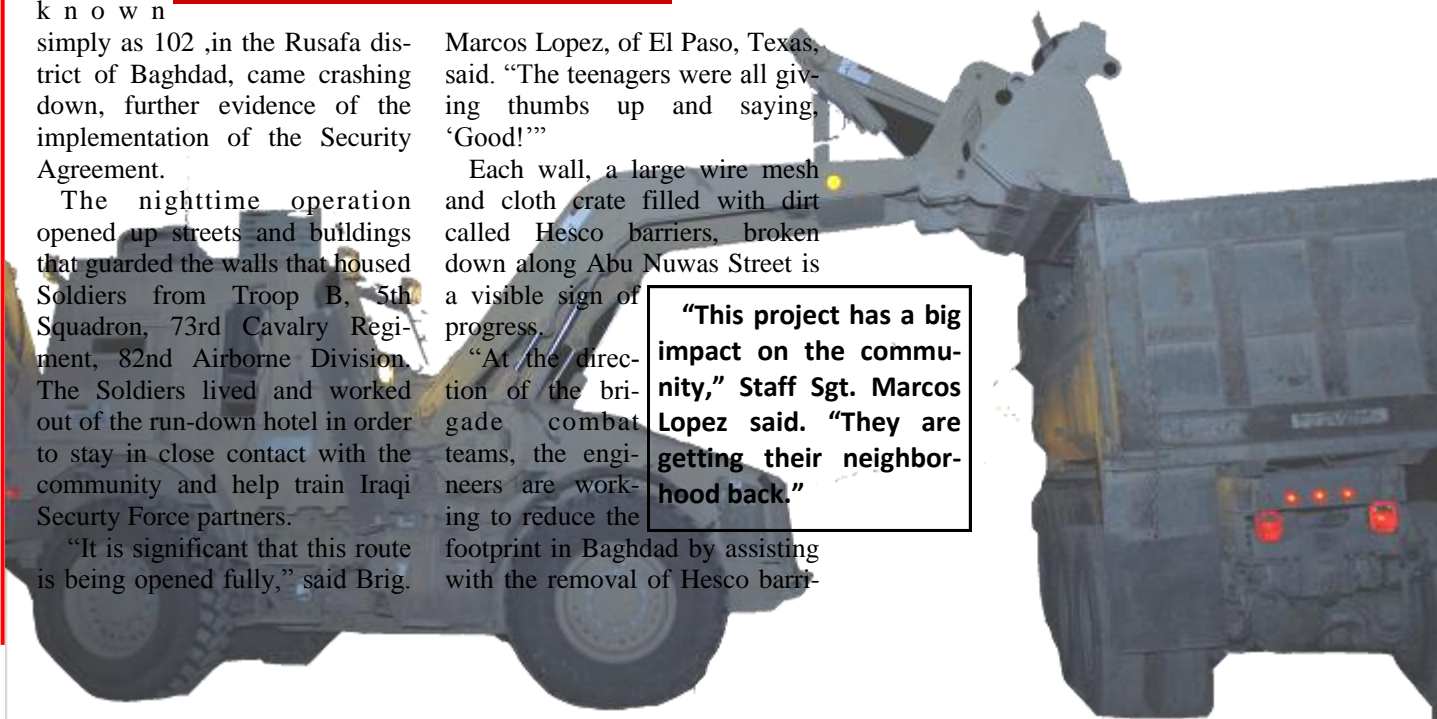 k n o w n
simply as 102 ,in the Rusafa dis-
trict of Baghdad, came crashing
down, further evidence of the
implementation of the Security
Agreement.
The nighttime operation
opened up streets and buildings
that guarded the walls that housed
Soldiers from Troop B, 5th
Squadron, 73rd Cavalry Regi-
ment, 82nd Airborne Division.
The Soldiers lived and worked
out of the run-down hotel in order
to stay in close contact with the
community and help train Iraqi
Securty Force partners.
“It is significant that this route
is being opened fully,” said Brig.
Marcos Lopez, of El Paso, Texas,
said. “The teenagers were all giv-
ing thumbs up and saying,
‘Good!’”
Each wall, a large wire mesh
and cloth crate filled with dirt
called Hesco barriers, broken
down along Abu Nuwas Street is
a visible sign of
progress.
“At the direc-
tion of the bri-
gade combat
teams, the engi-
neers are work-
ing to reduce the
footprint in Baghdad by assisting
with the removal of Hesco barri-
“This project has a big
impact on the commu-
nity,” Staff Sgt. Marcos
Lopez said. “They are
getting their neighbor-
hood back.”